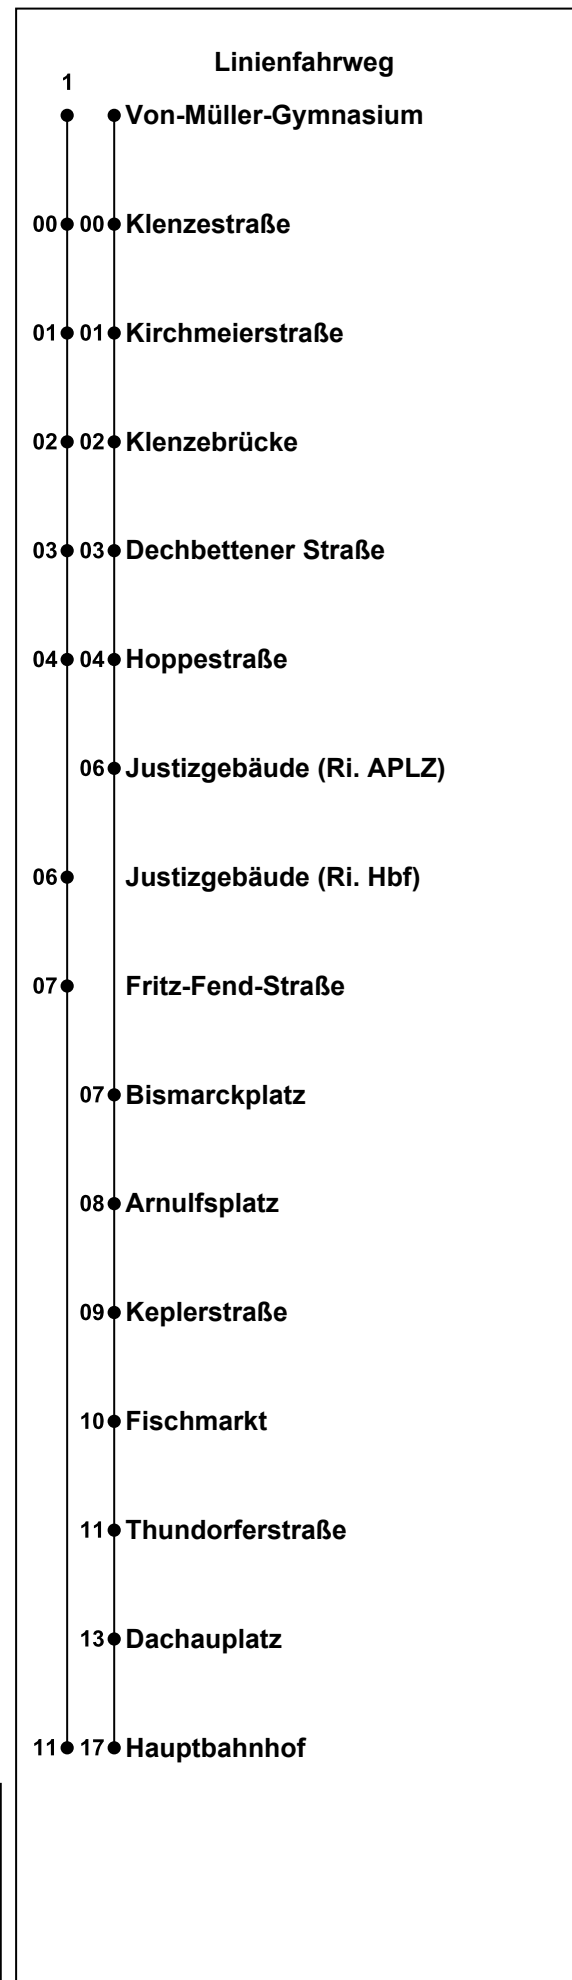 Linienfahrweg
1
Von-Müller-Gymnasium
00 00 Klenzestraße
01 01 Kirchmeierstraße
02 02 Klenzebrücke
03 03 Dechbettener Straße
04 04 Hoppestraße
06 Justizgebäude (Ri. APLZ)
06 Justizgebäude (Ri. Hbf)
07 Fritz-Fend-Straße
07 Bismarckplatz
08 Arnulfsplatz
09 Keplerstraße
10 Fischmarkt
11 Thundorferstraße
13 Dachauplatz
11 17 Hauptbahnhof